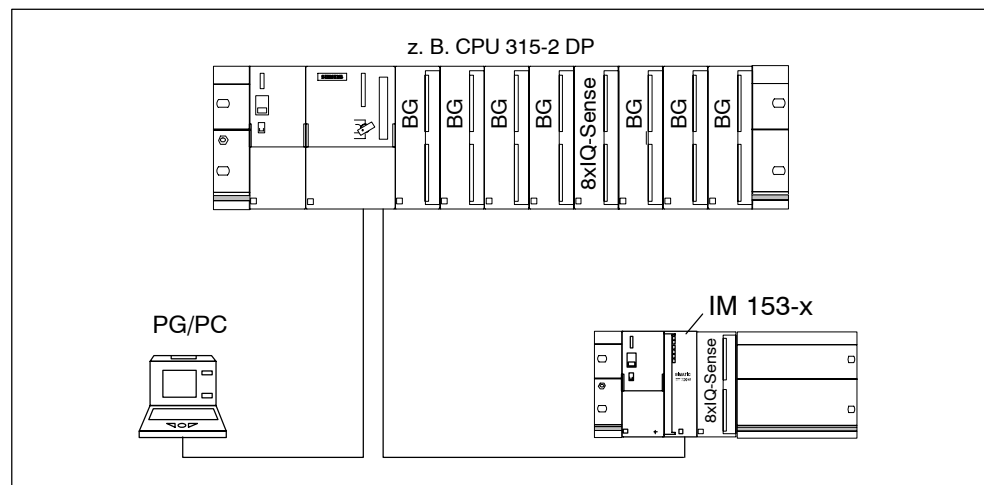 z. B. CPU 315-2 DP
SIEMENS
BG
BG
BG
BG
8xIQ-Sense
BG
BG
BG
PG/PC
IM 153-x
8xIQ-Sense